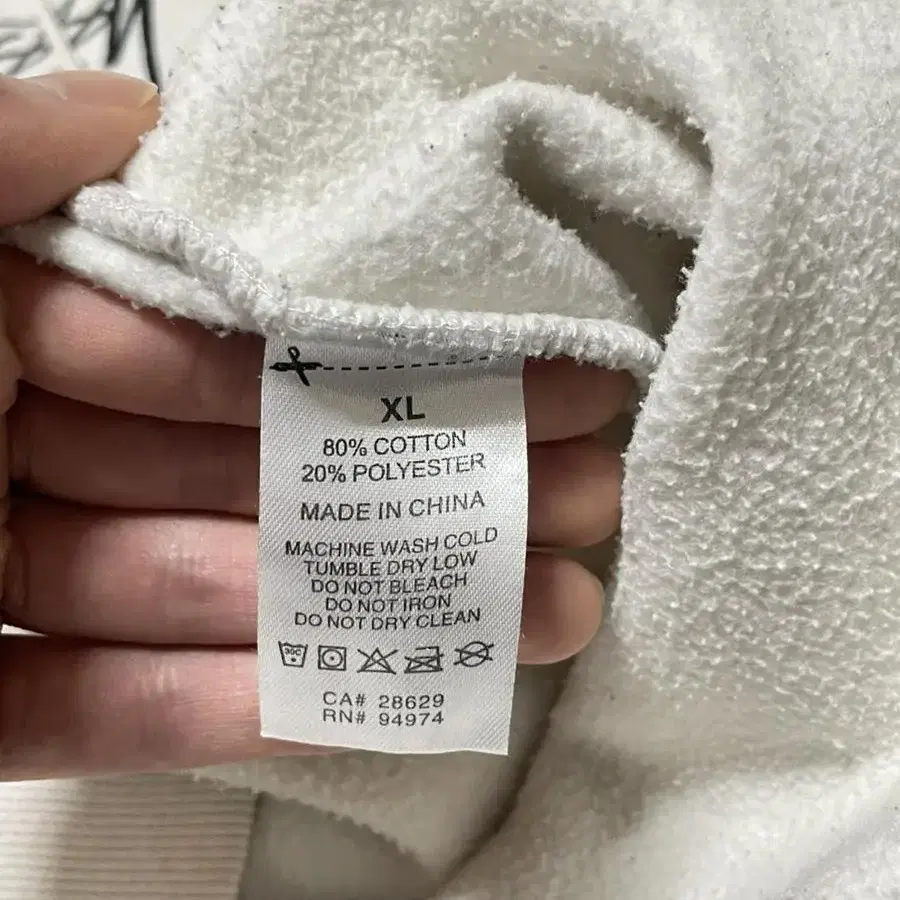 XL
80% COTTON
20% POLYESTER
MADE IN CHINA
MACHINE WASH COLD
TUMBLE DRY LOW
DO NOT BLEACH
DO NOT IRON
DO NOT DRY CLEAN
30C
CA# 28629
RN# 94974